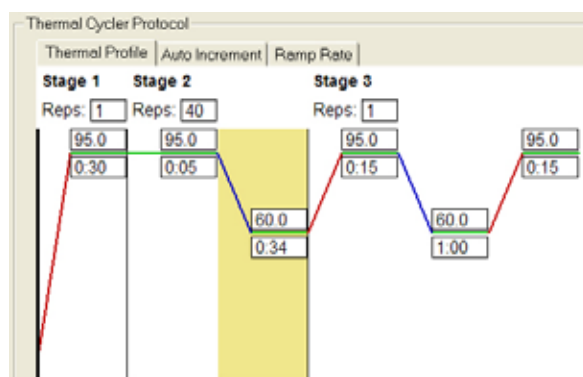 Thermal Cycler Protocol
Thermal Profile Auto Increment Ramp Rate
Stage 1 Stage 2 Stage 3
Reps: 1 Reps: 40 Reps: 1
95.0 95.0 95.0 95.0
0:30 0:05 0:15 0:15
60.0 60.0
0:34 1:00